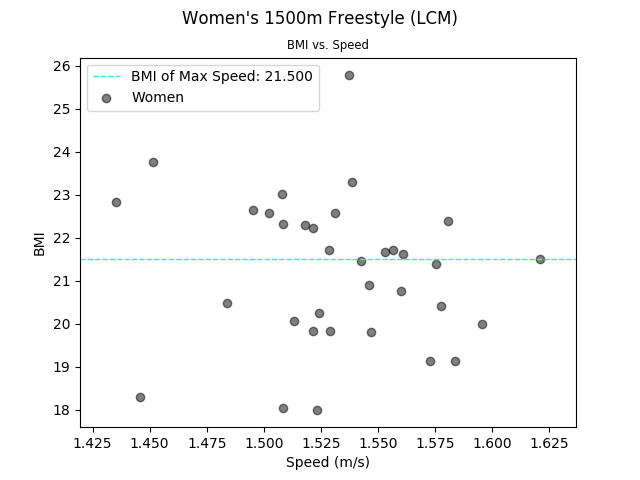 Women's 1500m Freestyle (LCM)
BMI vs. Speed
BMI of Max Speed: 21.500
Women
26
25
24
23
22
21
20
19
18
BMI
1.425 1.450 1.475 1.500 1.525 1.550 1.575 1.600 1.625
Speed (m/s)